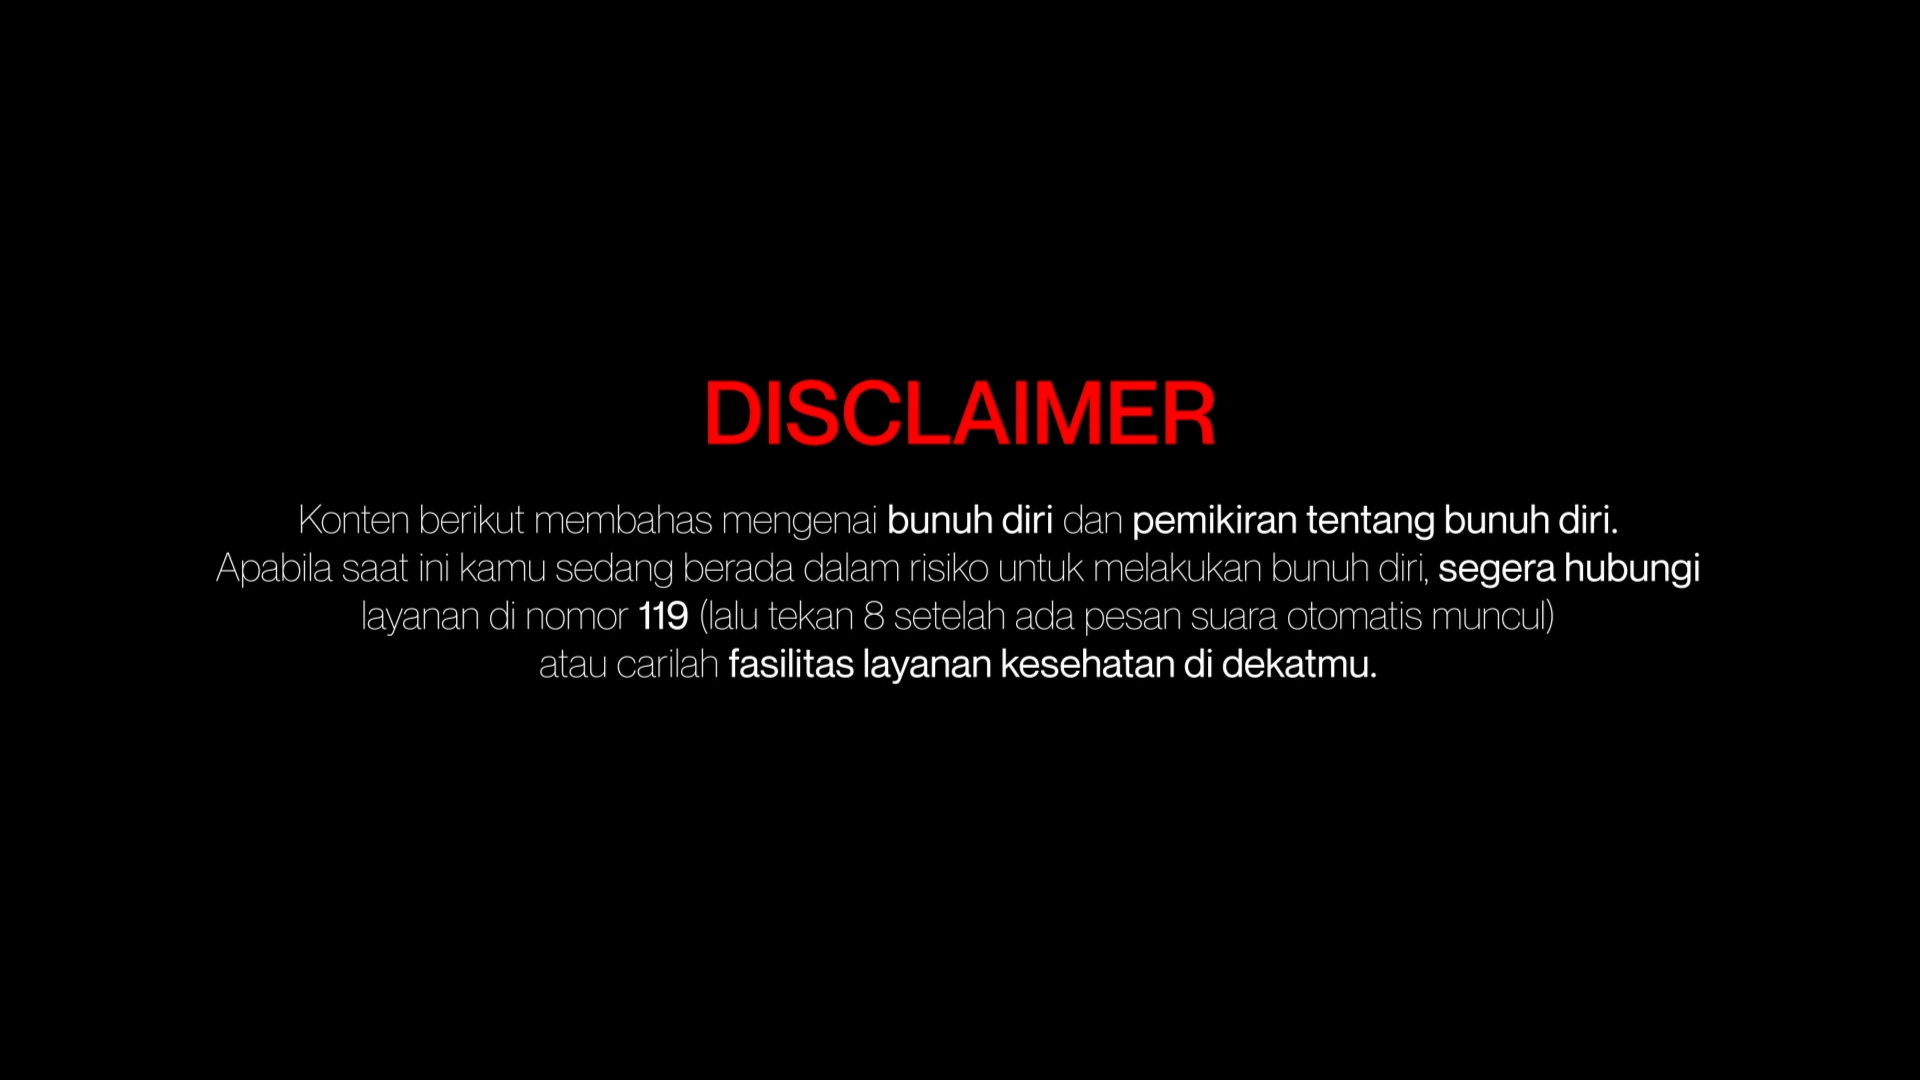 DISCLAIMER
Konten berikut membahas mengenai bunuh diri dan pemikiran tentang bunuh diri.
Apabila saat ini kamu sedang berada dalam risiko untuk melakukan bunuh diri, segera hubungi
layanan di nomor 119 (lalu tekan 8 setelah ada pesan suara otomatis muncul)
atau carilah fasilitas layanan kesehatan di dekatmu.